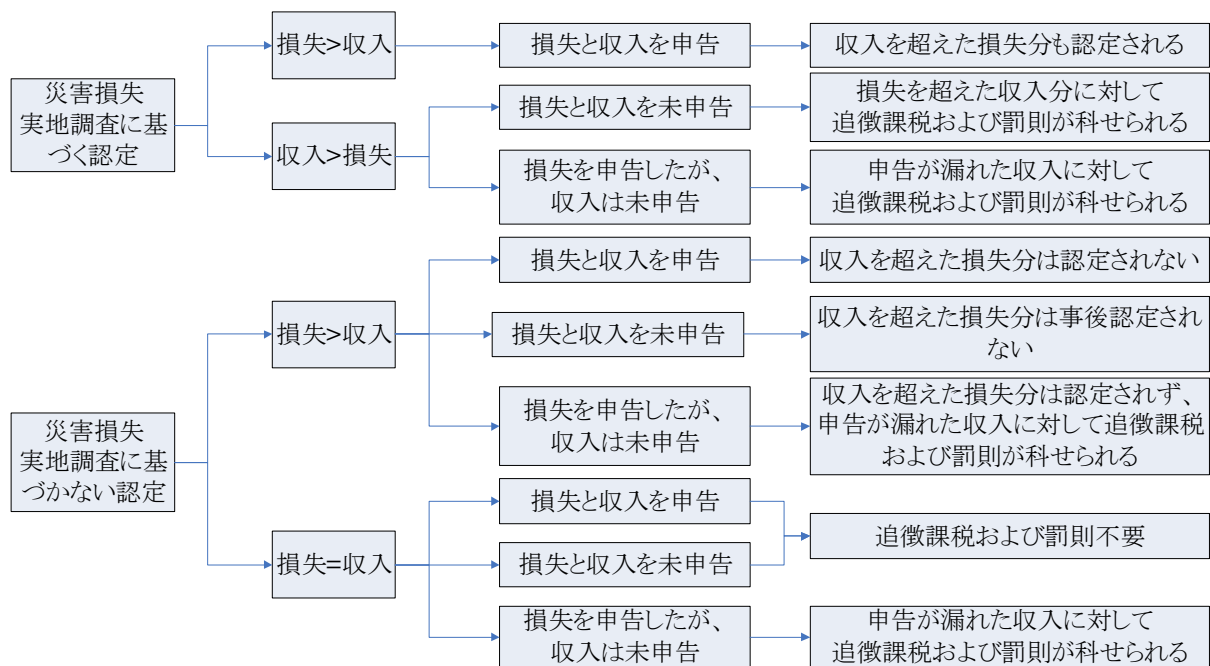 損失>収入
損失と収入を申告
収入を超えた損失分も認定される
災害損失
実地調査に基
づく認定
収入>損失
損失と収入を未申告
損失を超えた収入分に対して
追徴課税および罰則が科せられる
損失を申告したが、
収入は未申告
申告が漏れた収入に対して
追徴課税および罰則が科せられる
災害損失
実地調査に基
づかない認定
損失>収入
損失と収入を申告
収入を超えた損失分は認定されない
損失と収入を未申告
収入を超えた損失分は事後認定され
ない
損失を申告したが、
収入は未申告
収入を超えた損失分は認定されず、
申告が漏れた収入に対して追徴課税
および罰則が科せられる
損失=収入
損失と収入を申告
損失と収入を未申告
追徴課税および罰則不要
損失を申告したが、
収入は未申告
申告が漏れた収入に対して
追徴課税および罰則が科せられる